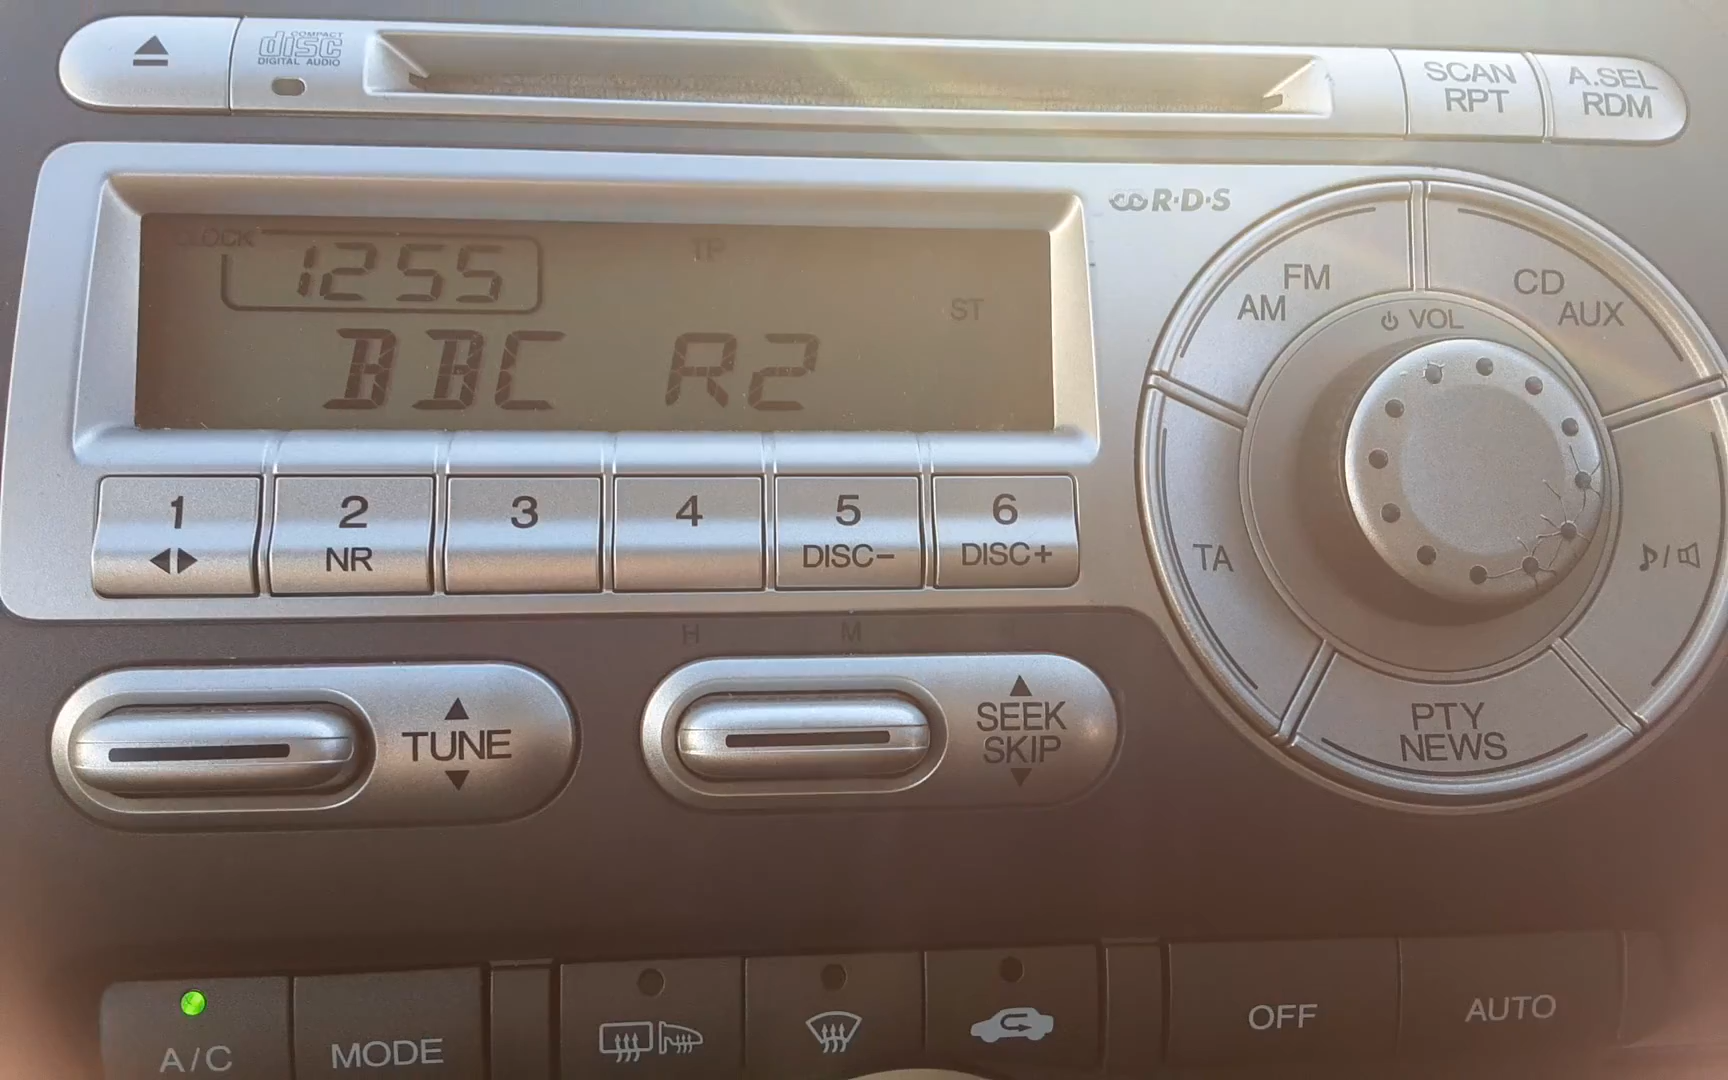 COMPACT
disc
DIGITAL AUDIO
SCAN
RPT
A.SEL
RDM
CLOCK
12 55
TP
ST
BBC R2
R·D·S
FM
AM
CD
AUX
VOL
TA
PTY
NEWS
1
2
NR
3
4
5
DISC-
6
DISC+
H
M
TUNE
SEEK
SKIP
A/C
MODE
OFF
AUTO